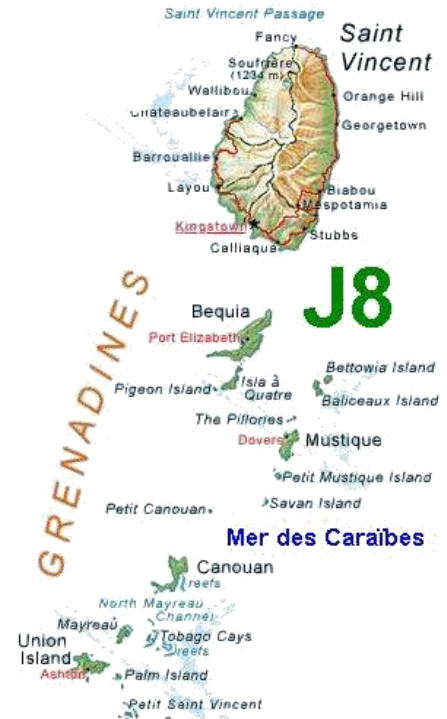 Saint Vincent Passage
Fancy
Saint
Vincent
Soufrière
(1234 m)
Wallibou
Orange Hill
Chateaubelair
Georgetown
Barrouallie
Layou
Biabou
Mespotamia
Kingstown
Stubbs
Calliaqua
J8
GRENADINES
Bequia
Port Elizabeth
Bettowia Island
Isla à
Quatre
Pigeon Island
Baliceaux Island
The Pillories
Dovers
Mustique
Petit Mustique Island
Savan Island
Petit Canouan
Mer des Caraïbes
Canouan
reefs
North Mayreau
Channel
Mayreau
Tobago Cays
reefs
Union
Island
Ashton
Palm Island
Petit Saint Vincent